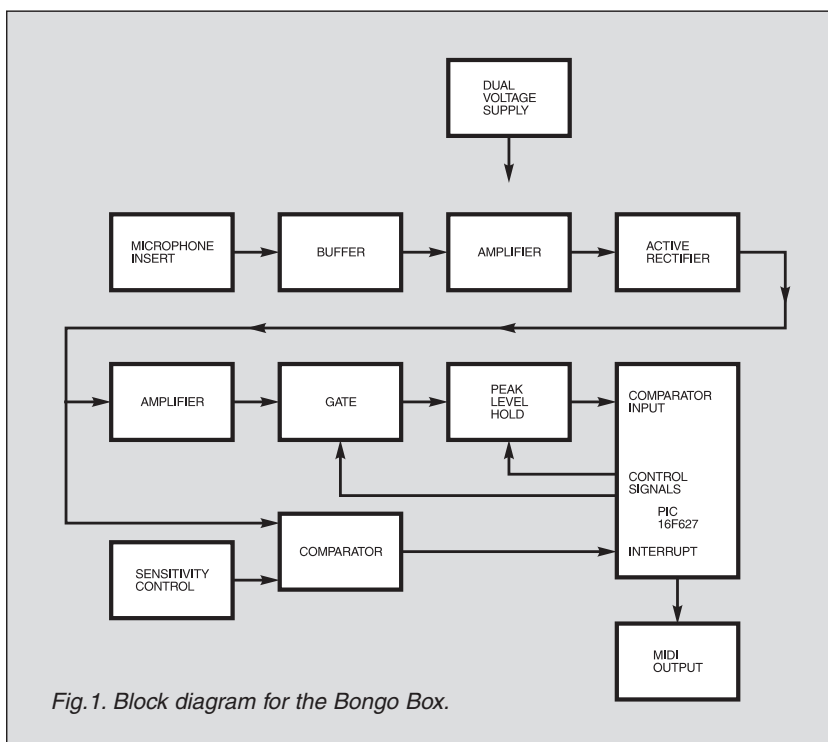 DUAL
VOLTAGE
SUPPLY
MICROPHONE
INSERT
BUFFER
AMPLIFIER
ACTIVE
RECTIFIER
AMPLIFIER
GATE
PEAK
LEVEL
HOLD
COMPARATOR
INPUT
CONTROL
SIGNALS
PIC
16F627
INTERRUPT
COMPARATOR
SENSITIVITY
CONTROL
MIDI
OUTPUT
Fig.1. Block diagram for the Bongo Box.